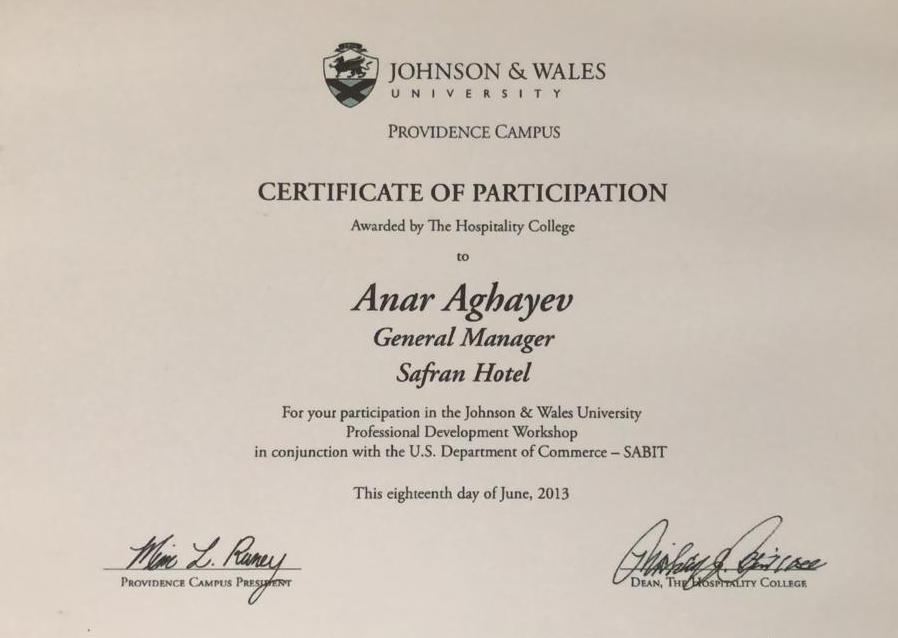 JOHNSON & WALES
UNIVERSITY
PROVIDENCE CAMPUS
CERTIFICATE OF PARTICIPATION
Awarded by The Hospitality College
to
Anar Aghayev
General Manager
Safran Hotel
For your participation in the Johnson & Wales University
Professional Development Workshop
in conjunction with the U.S. Department of Commerce – SABIT
This eighteenth day of June, 2013
PROVIDENCE CAMPUS PRESIDENT
DEAN, THE HOSPITALITY COLLEGE